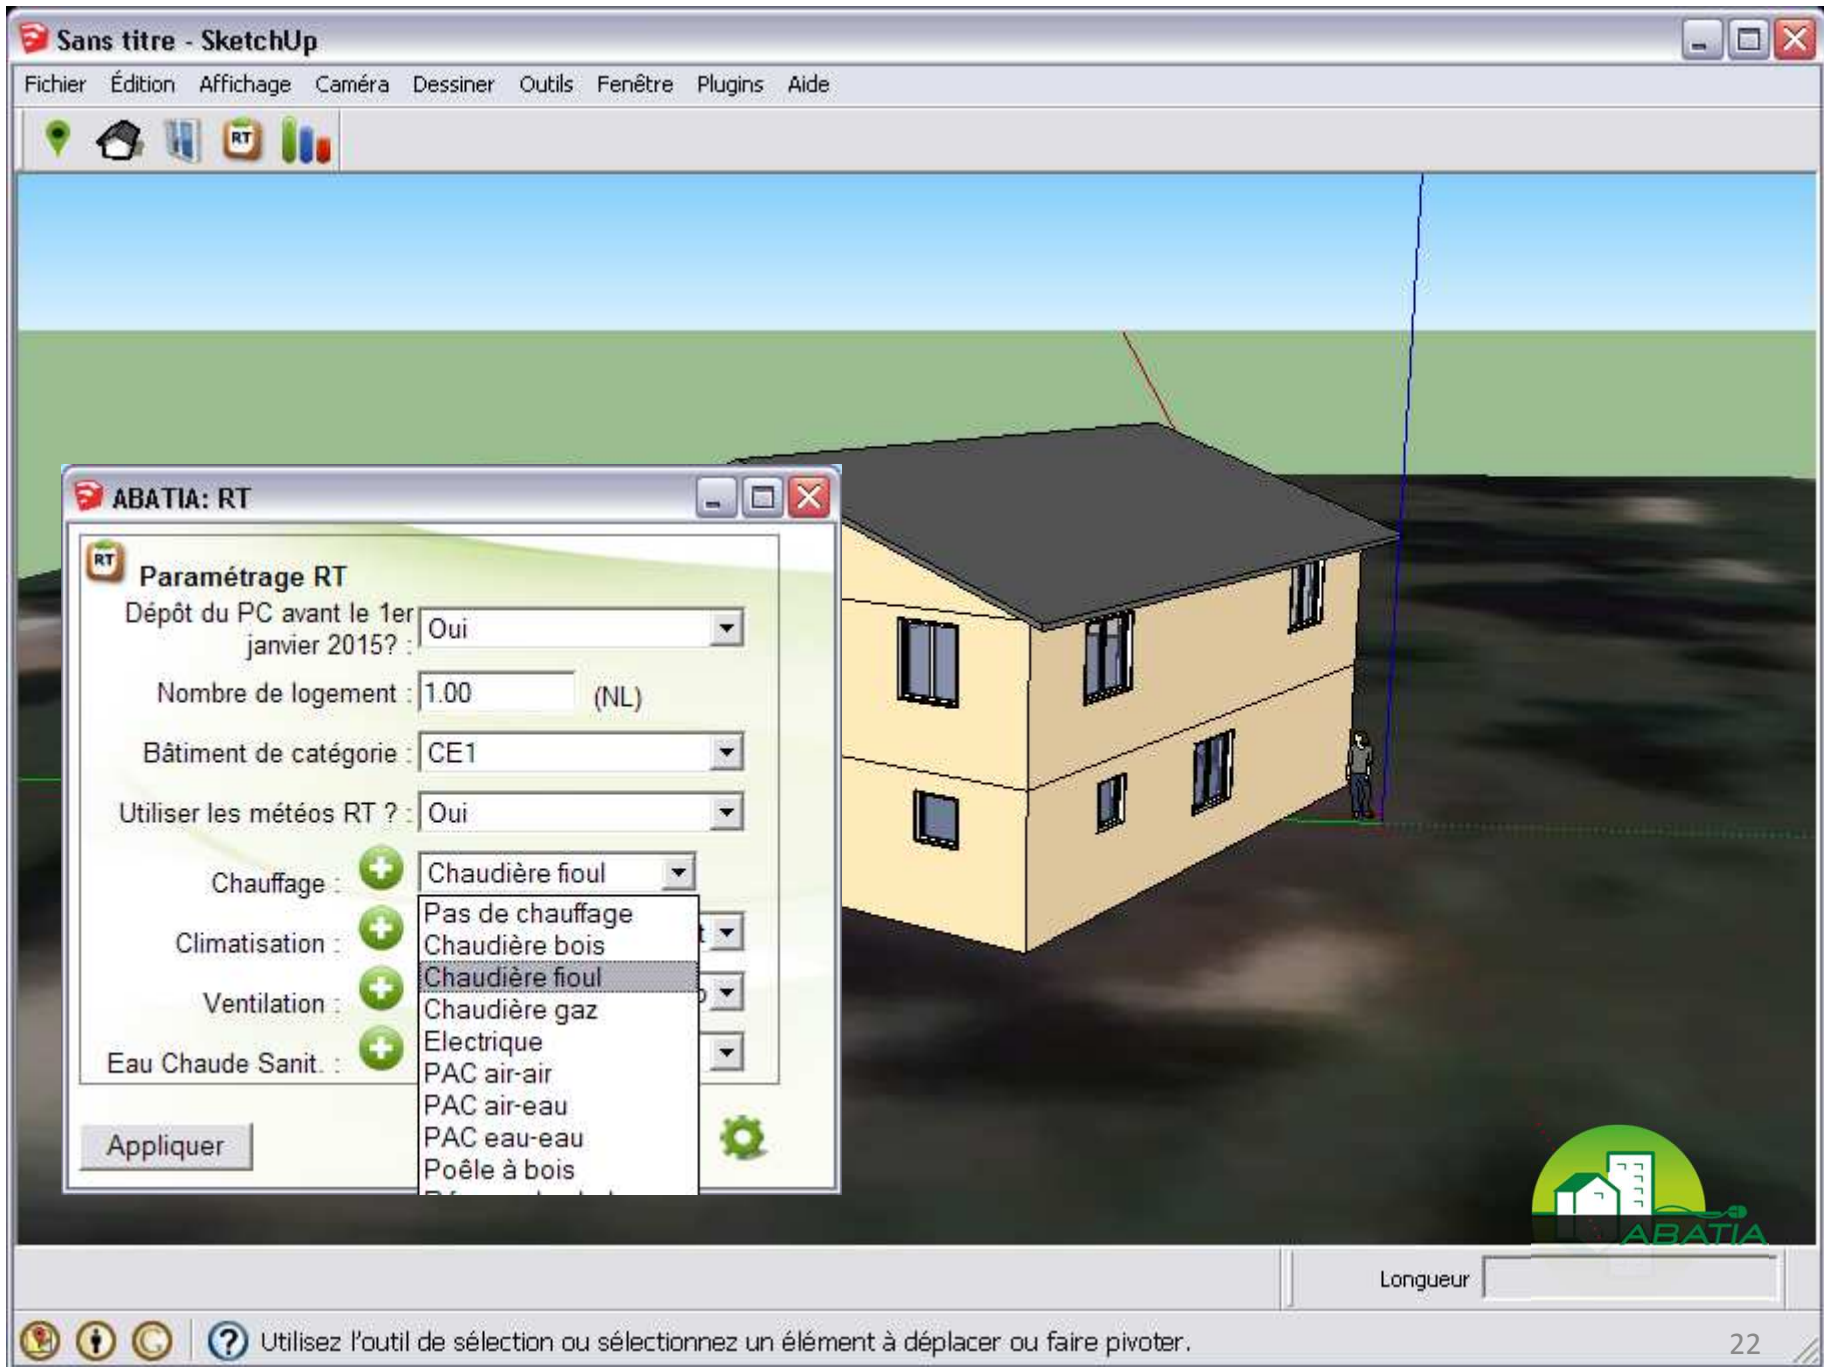 Sans titre - SketchUp
Fichier Édition Affichage Caméra Dessiner Outils Fenêtre Plugins Aide
RT
ABATIA: RT
RT
Paramétrage RT
Dépôt du PC avant le 1er
janvier 2015? : Oui
Nombre de logement : 1.00 (NL)
Bâtiment de catégorie : CE1
Utiliser les météos RT ? : Oui
Chauffage : Chaudière fioul
Pas de chauffage
Climatisation : t
Chaudière bois
Chaudière fioul
Ventilation :
Chaudière gaz
Electrique
Eau Chaude Sanit. :
PAC air-air
PAC air-eau
PAC eau-eau
Appliquer
Poêle à bois
ABATIA
Longueur
Utilisez l'outil de sélection ou sélectionnez un élément à déplacer ou faire pivoter.
22